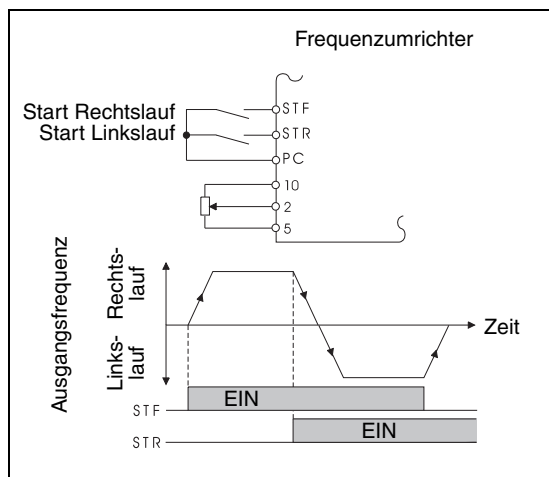 Frequenzumrichter
Start Rechtslauf
Start Linkslauf
STF
STR
PC
10
2
5
Ausgangsfrequenz
Rechts-
lauf
Links-
lauf
Zeit
STF
EIN
STR
EIN